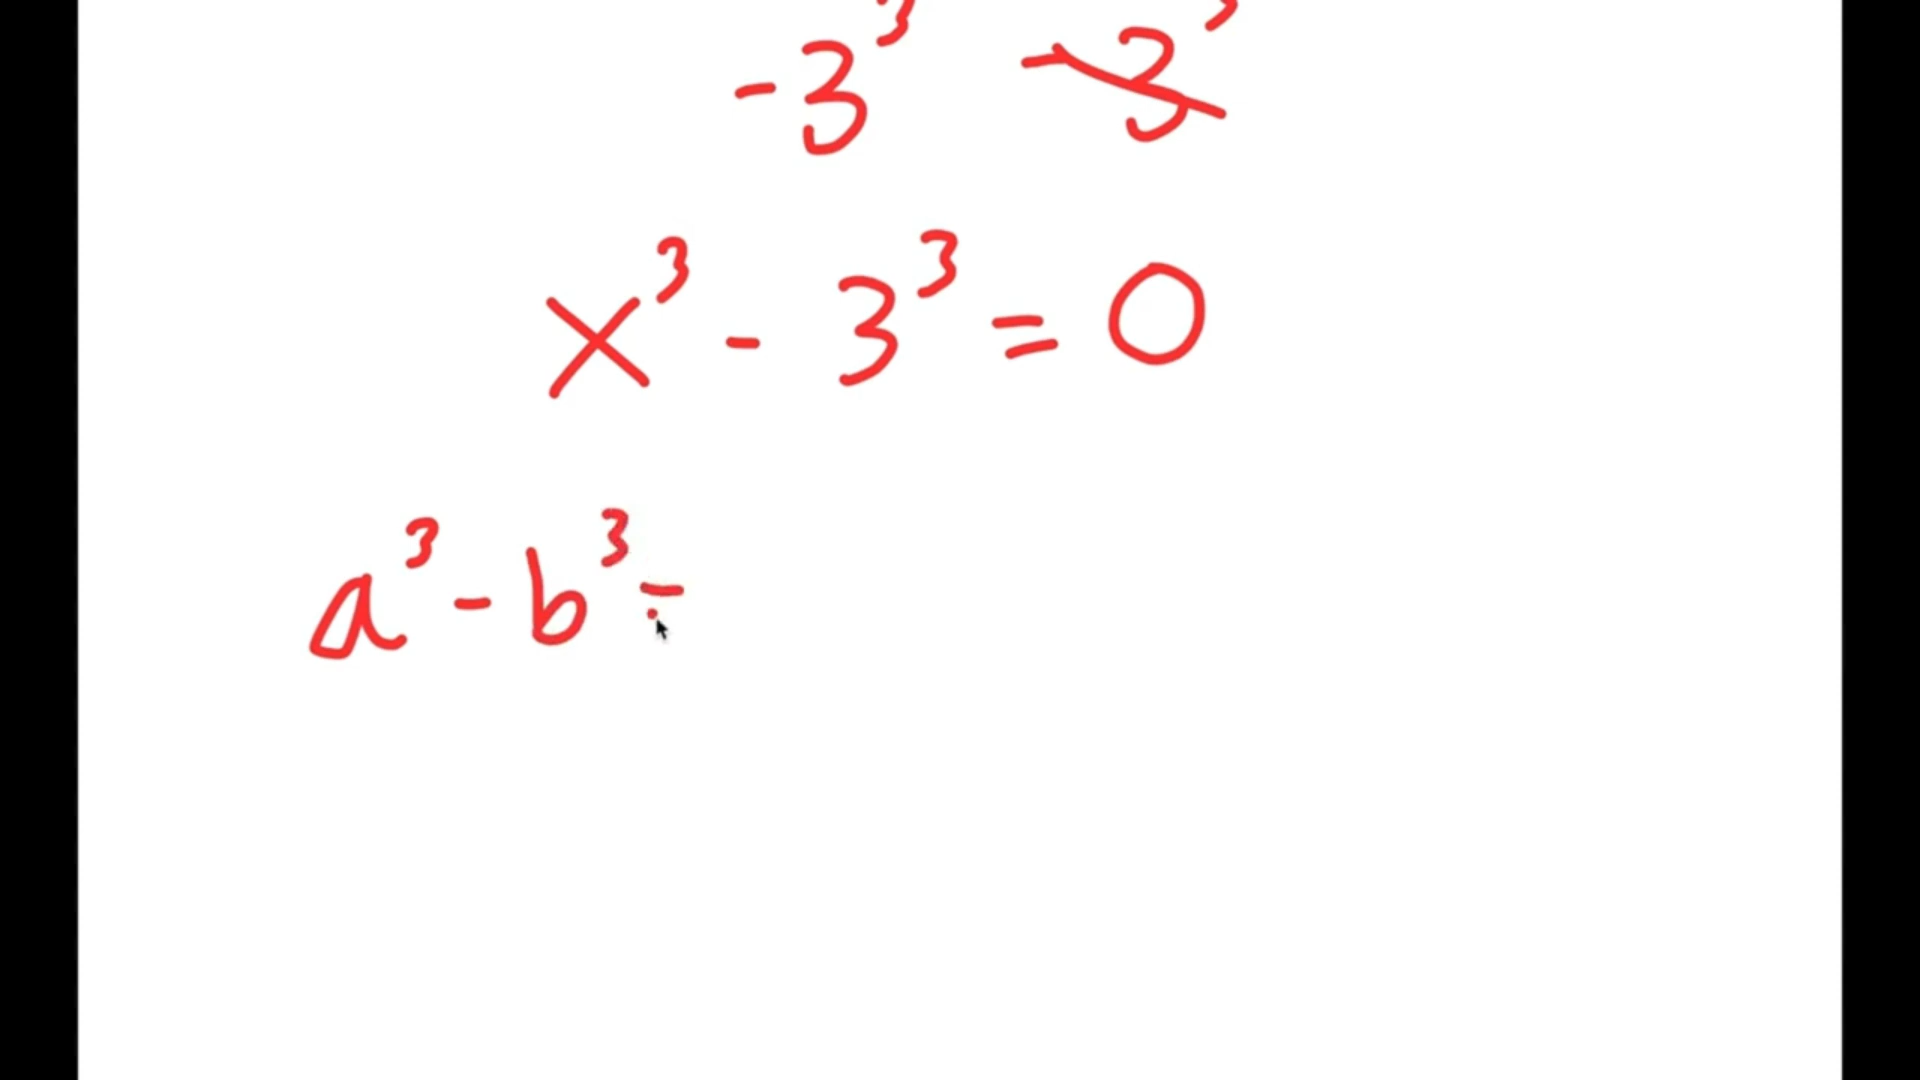 -3³ -3³
x³ - 3³ = 0
a³ - b³ =